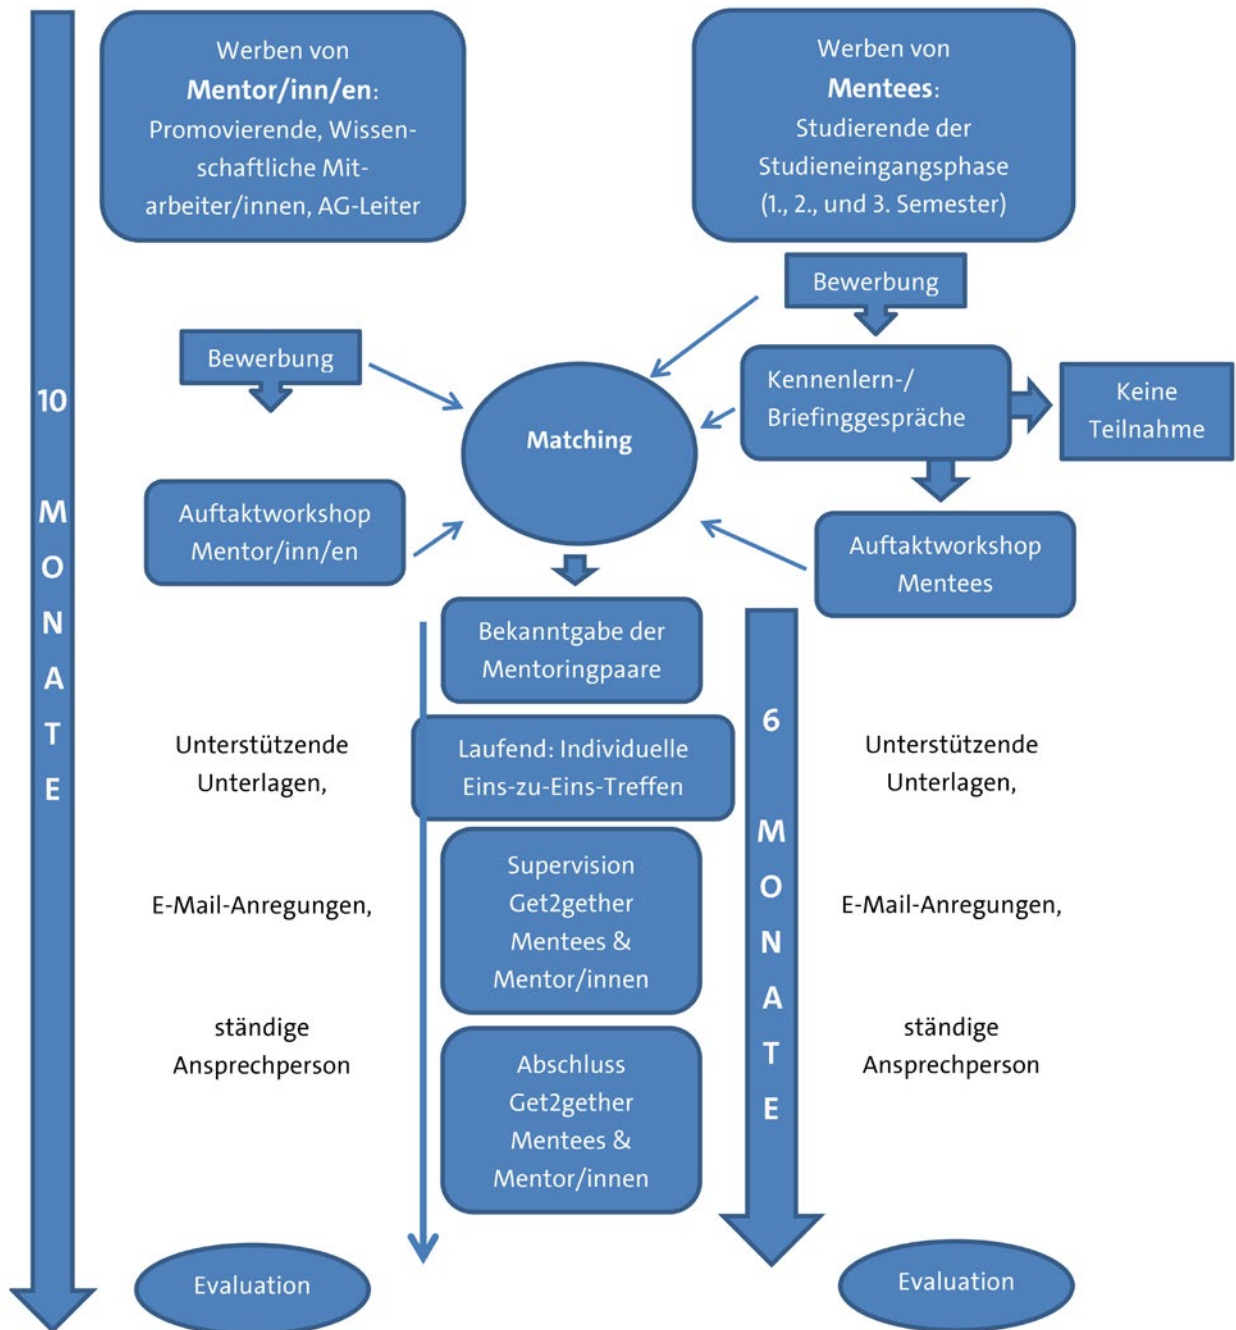 Werben von
Mentor/inn/en:
Promovierende, Wissen-
schaftliche Mit-
arbeiter/innen, AG-Leiter
Werben von
Mentees:
Studierende der
Studieneingangsphase
(1., 2., und 3. Semester)
Bewerbung
Bewerbung
Kennenlern-/
Briefinggespräche
Keine
Teilnahme
Matching
10
M
O
N
A
T
E
Auftaktworkshop
Mentor/inn/en
Auftaktworkshop
Mentees
Bekanntgabe der
Mentoringpaare
6
M
O
N
A
T
E
Unterstützende
Unterlagen,
Laufend: Individuelle
Eins-zu-Eins-Treffen
Unterstützende
Unterlagen,
E-Mail-Anregungen,
Supervision
Get2gether
Mentees &
Mentor/innen
E-Mail-Anregungen,
ständige
Ansprechperson
Abschluss
Get2gether
Mentees &
Mentor/innen
ständige
Ansprechperson
Evaluation
Evaluation